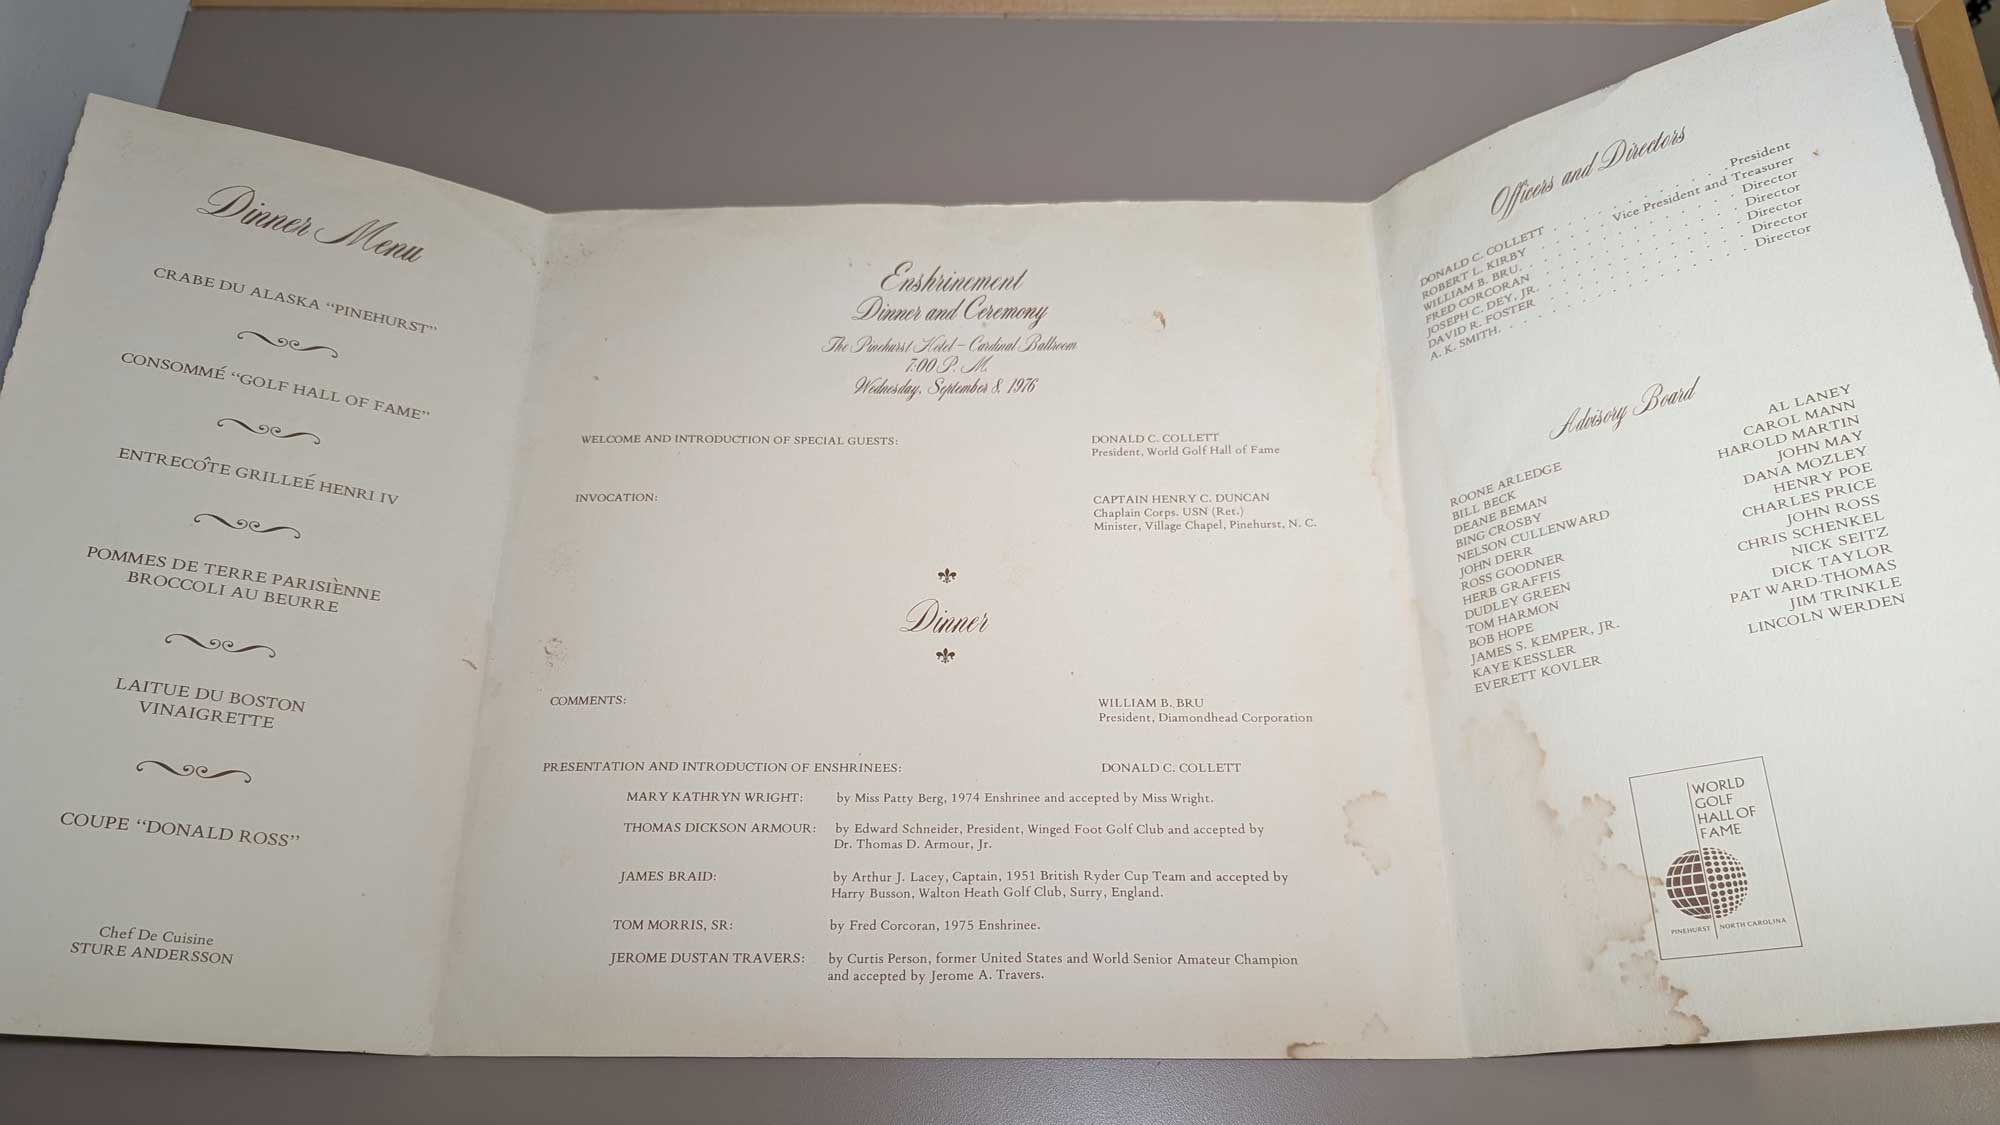 Dinner Menu
CRABE DU ALASKA “PINEHURST”
CONSOMMÉ “GOLF HALL OF FAME”
ENTRECÔTE GRILLEÉ HENRI IV
POMMES DE TERRE PARISIÈNNE
BROCCOLI AU BEURRE
LAITUE DU BOSTON
VINAIGRETTE
COUPE “DONALD ROSS”
Chef De Cuisine
STURE ANDERSSON
Enshrinement
Dinner and Ceremony
The Pinehurst Hotel – Cardinal Ballroom
7:00 P. M.
Wednesday, September 8, 1976
WELCOME AND INTRODUCTION OF SPECIAL GUESTS: DONALD C. COLLETT
President, World Golf Hall of Fame
INVOCATION: CAPTAIN HENRY C. DUNCAN
Chaplain Corps. USN (Ret.)
Minister, Village Chapel, Pinehurst, N. C.
Dinner
COMMENTS: WILLIAM B. BRU
President, Diamondhead Corporation
PRESENTATION AND INTRODUCTION OF ENSHRINEES: DONALD C. COLLETT
MARY KATHRYN WRIGHT: by Miss Patty Berg, 1974 Enshrinee and accepted by Miss Wright.
THOMAS DICKSON ARMOUR: by Edward Schneider, President, Winged Foot Golf Club and accepted by
Dr. Thomas D. Armour, Jr.
JAMES BRAID: by Arthur J. Lacey, Captain, 1951 British Ryder Cup Team and accepted by
Harry Busson, Walton Heath Golf Club, Surry, England.
TOM MORRIS, SR: by Fred Corcoran, 1975 Enshrinee.
JEROME DUSTAN TRAVERS: by Curtis Person, former United States and World Senior Amateur Champion
and accepted by Jerome A. Travers.
Officers and Directors
DONALD C. COLLETT . . . . . . . . . . . President
ROBERT L. KIRBY . . . . Vice President and Treasurer
WILLIAM B. BRU. . . . . . . . . . . . Director
FRED CORCORAN . . . . . . . . . . . Director
JOSEPH C. DEY, JR. . . . . . . . . . . Director
DAVID R. FOSTER . . . . . . . . . . . Director
A. K. SMITH. . . . . . . . . . . . . Director
Advisory Board
ROONE ARLEDGE
BILL BECK
DEANE BEMAN
BING CROSBY
NELSON CULLENWARD
JOHN DERR
ROSS GOODNER
HERB GRAFFIS
DUDLEY GREEN
TOM HARMON
BOB HOPE
JAMES S. KEMPER, JR.
KAYE KESSLER
EVERETT KOVLER
AL LANEY
CAROL MANN
HAROLD MARTIN
JOHN MAY
DANA MOZLEY
HENRY POE
CHARLES PRICE
JOHN ROSS
CHRIS SCHENKEL
NICK SEITZ
DICK TAYLOR
PAT WARD-THOMAS
JIM TRINKLE
LINCOLN WERDEN
WORLD
GOLF
HALL OF
FAME
PINEHURST NORTH CAROLINA